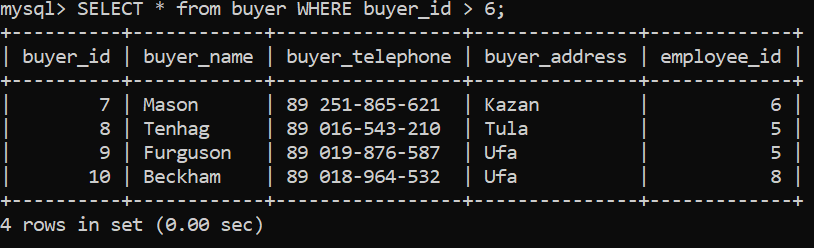 mysql> SELECT * from buyer WHERE buyer_id > 6;
+----------+------------+-----------------+---------------+-------------+
| buyer_id | buyer_name | buyer_telephone | buyer_address | employee_id |
+----------+------------+-----------------+---------------+-------------+
|        7 | Mason      | 89 251-865-621  | Kazan         |           6 |
|        8 | Tenhag     | 89 016-543-210  | Tula          |           5 |
|        9 | Furguson   | 89 019-876-587  | Ufa           |           5 |
|       10 | Beckham    | 89 018-964-532  | Ufa           |           8 |
+----------+------------+-----------------+---------------+-------------+
4 rows in set (0.00 sec)